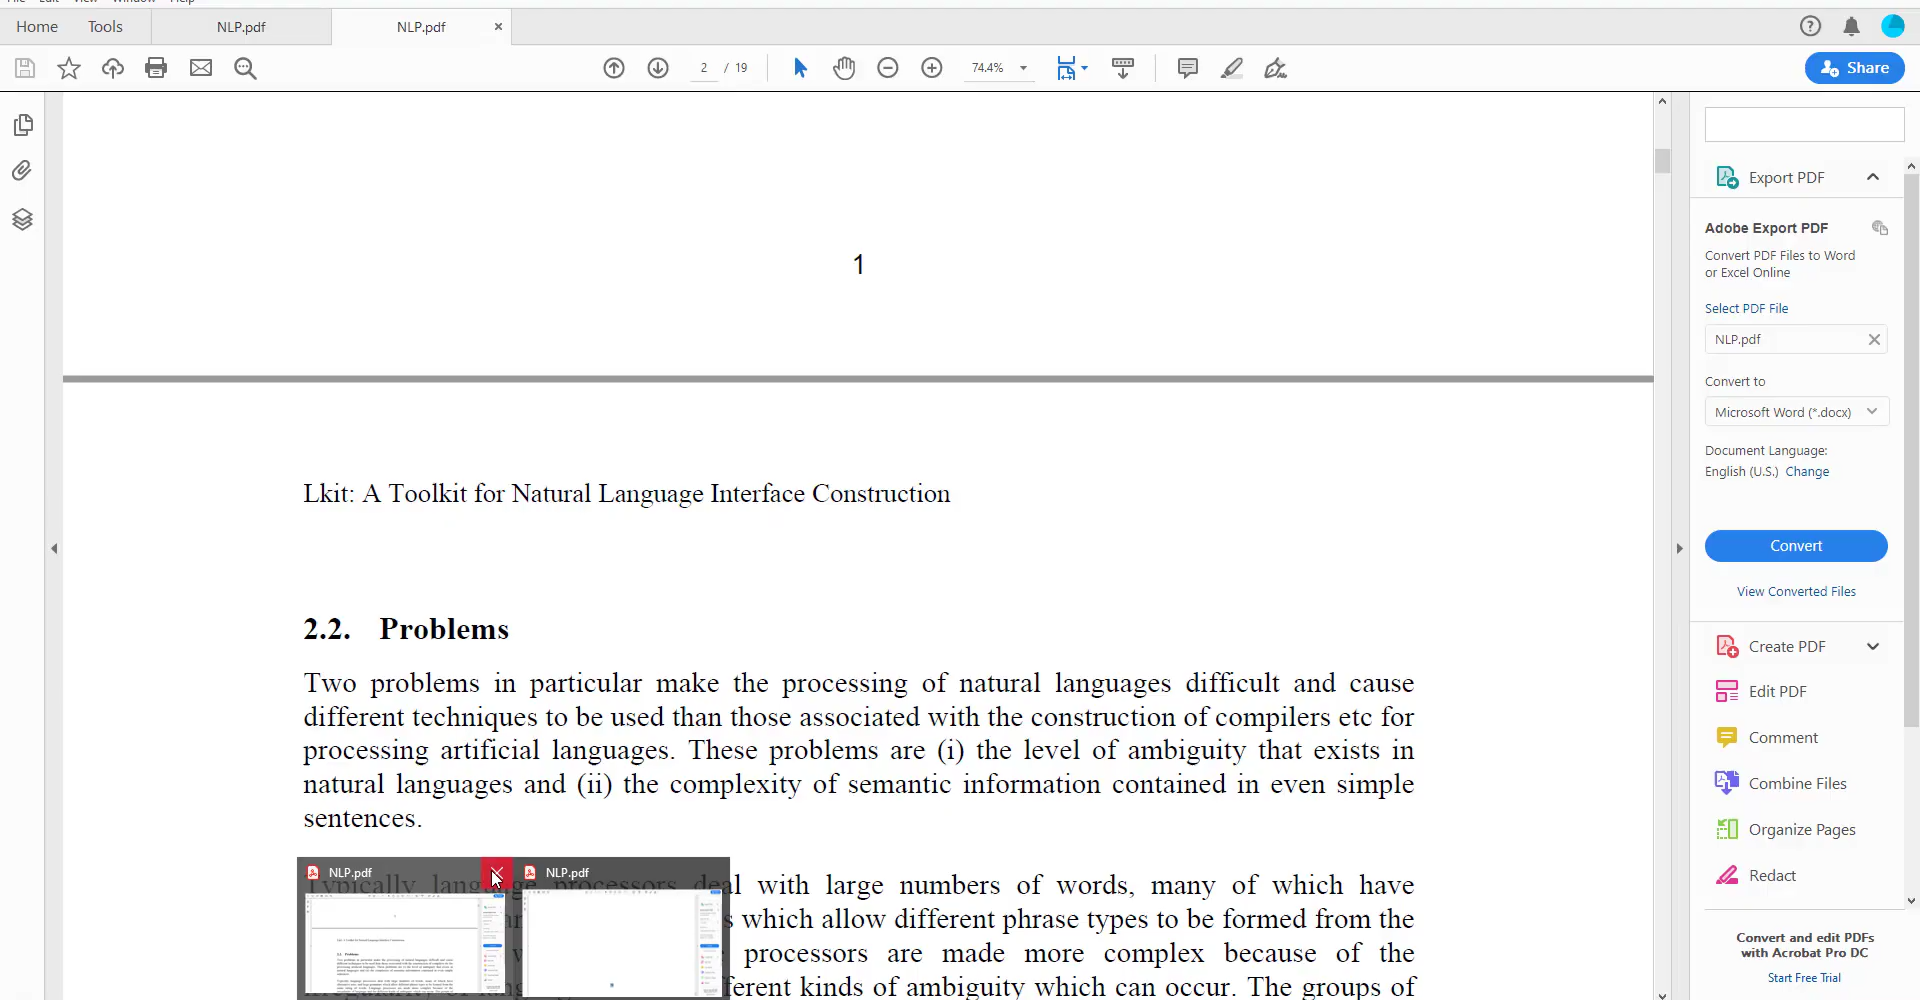 File Edit View Window Help
Home Tools NLP.pdf NLP.pdf
2 / 19 74.4% Share
1
Lkit: A Toolkit for Natural Language Interface Construction
2.2. Problems
Two problems in particular make the processing of natural languages difficult and cause
different techniques to be used than those associated with the construction of compilers etc for
processing artificial languages. These problems are (i) the level of ambiguity that exists in
natural languages and (ii) the complexity of semantic information contained in even simple
sentences.
NLP.pdf NLP.pdf
Typically language processors deal with large numbers of words, many of which have
which allow different phrase types to be formed from the
processors are made more complex because of the
ferent kinds of ambiguity which can occur. The groups of
Export PDF
Adobe Export PDF
Convert PDF Files to Word
or Excel Online
Select PDF File
NLP.pdf
Convert to
Microsoft Word (*.docx)
Document Language:
English (U.S.) Change
Convert
View Converted Files
Create PDF
Edit PDF
Comment
Combine Files
Organize Pages
Redact
Convert and edit PDFs
with Acrobat Pro DC
Start Free Trial